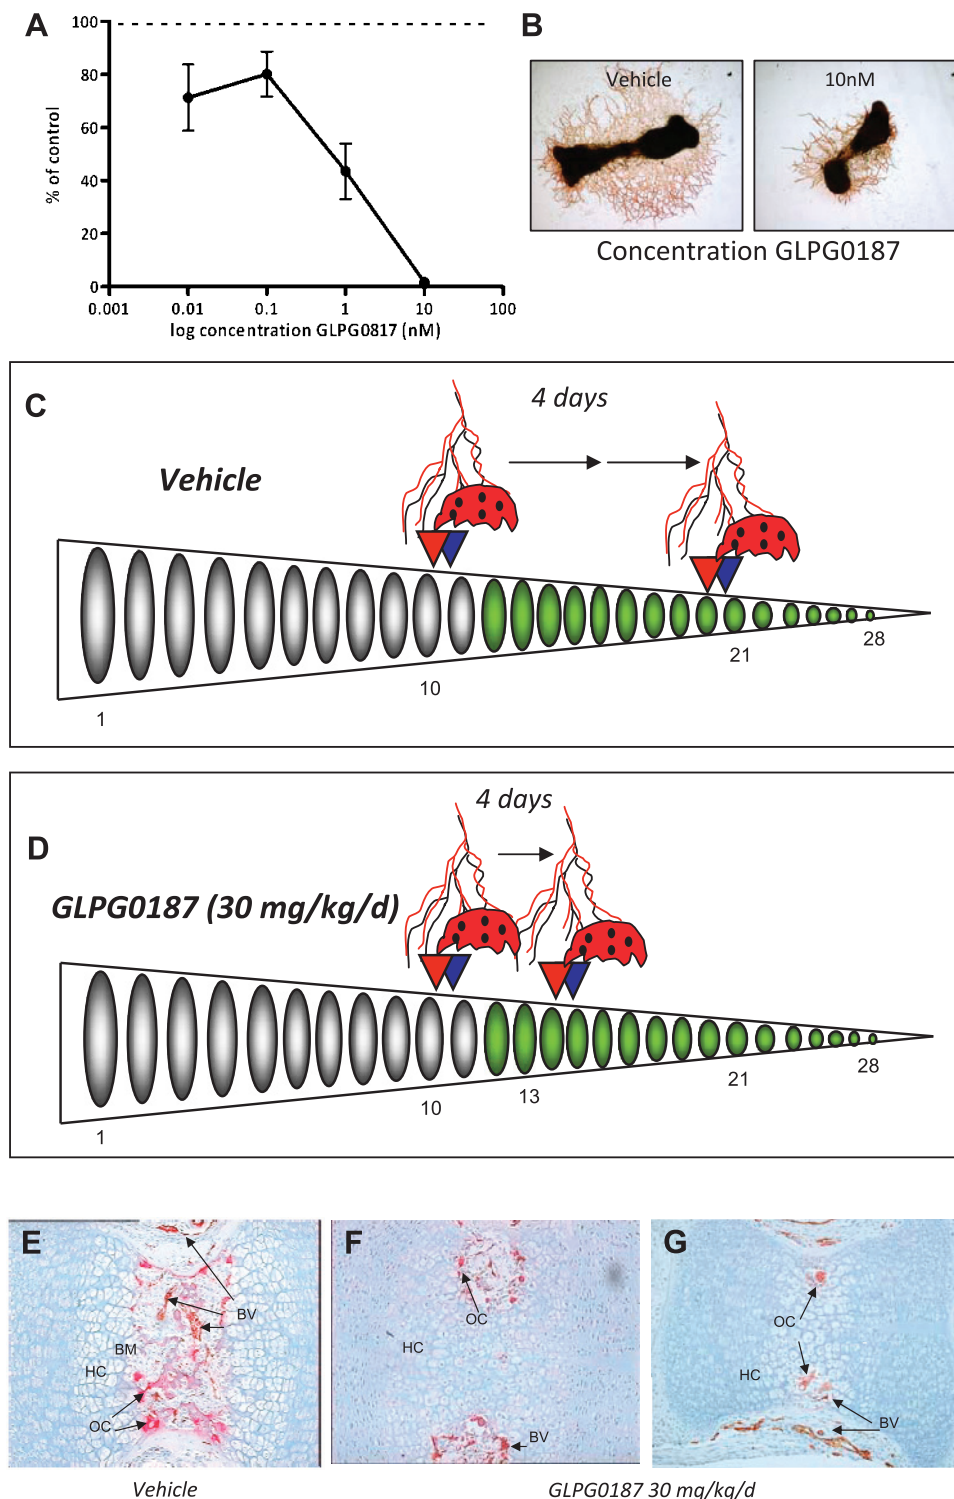 A
100
80
60
40
20
0
% of control
0.001
0.01
0.1
1
10
100
log concentration GLPG0817 (nM)
B
Vehicle
10nM
Concentration GLPG0187
C
4 days
Vehicle
1
10
21
28
D
4 days
GLPG0187 (30 mg/kg/d)
1
10
13
21
28
E
BV
BM
HC
OC
Vehicle
F
OC
HC
BV
G
OC
HC
BV
GLPG0187 30 mg/kg/d